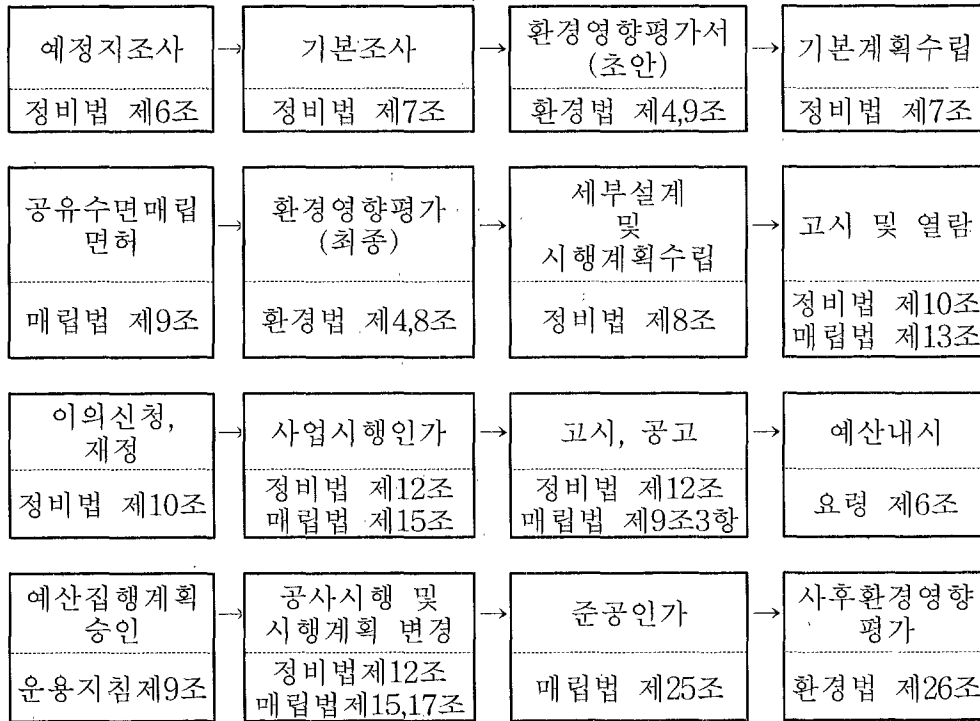 예정지조사 → 기본조사 → 환경영향평가서 (초안) → 기본계획수립
정비법 제6조 정비법 제7조 환경법 제4,9조 정비법 제7조
공유수면매립 면허 → 환경영향평가 (최종) → 세부설계 및 시행계획수립 → 고시 및 열람
매립법 제9조 환경법 제4,8조 정비법 제8조 정비법 제10조 매립법 제13조
이의신청, 재정 → 사업시행인가 → 고시, 공고 → 예산내시
정비법 제10조 정비법 제12조 매립법 제15조 정비법 제12조 매립법 제9조3항 요령 제6조
예산집행계획 승인 → 공사시행 및 시행계획 변경 → 준공인가 → 사후환경영향 평가
운용지침제9조 정비법제12조 매립법제15,17조 매립법 제25조 환경법 제26조